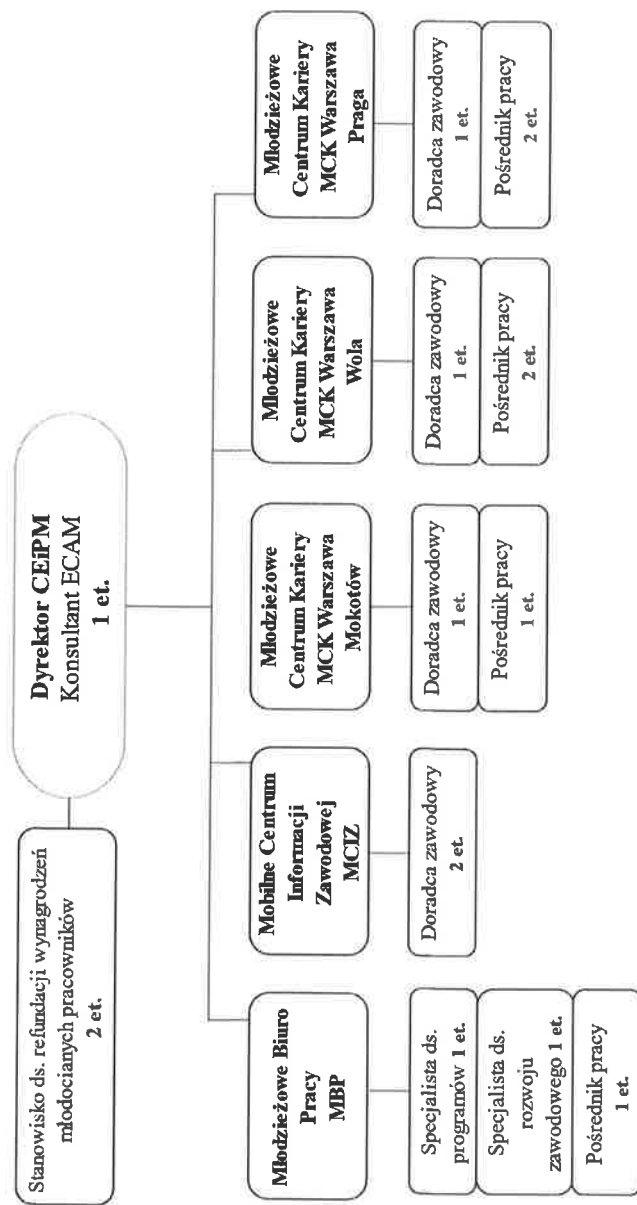 Dyrektor CEiPM
Konsultant ECAM
1 et.
Stanowisko ds. refundacji wynagrodzeń
młodocianych pracowników
2 et.
Młodzieżowe Biuro
Pracy
MBP
Specjalista ds.
programów 1 et.
Specjalista ds.
rozwoju
zawodowego 1 et.
Pośrednik pracy
1 et.
Mobilne Centrum
Informacji
Zawodowej
MCIZ
Doradca zawodowy
2 et.
Młodzieżowe
Centrum Kariery
MCK Warszawa
Mokotów
Doradca zawodowy
1 et.
Pośrednik pracy
1 et.
Młodzieżowe
Centrum Kariery
MCK Warszawa
Wola
Doradca zawodowy
1 et.
Pośrednik pracy
2 et.
Młodzieżowe
Centrum Kariery
MCK Warszawa
Praga
Doradca zawodowy
1 et.
Pośrednik pracy
2 et.